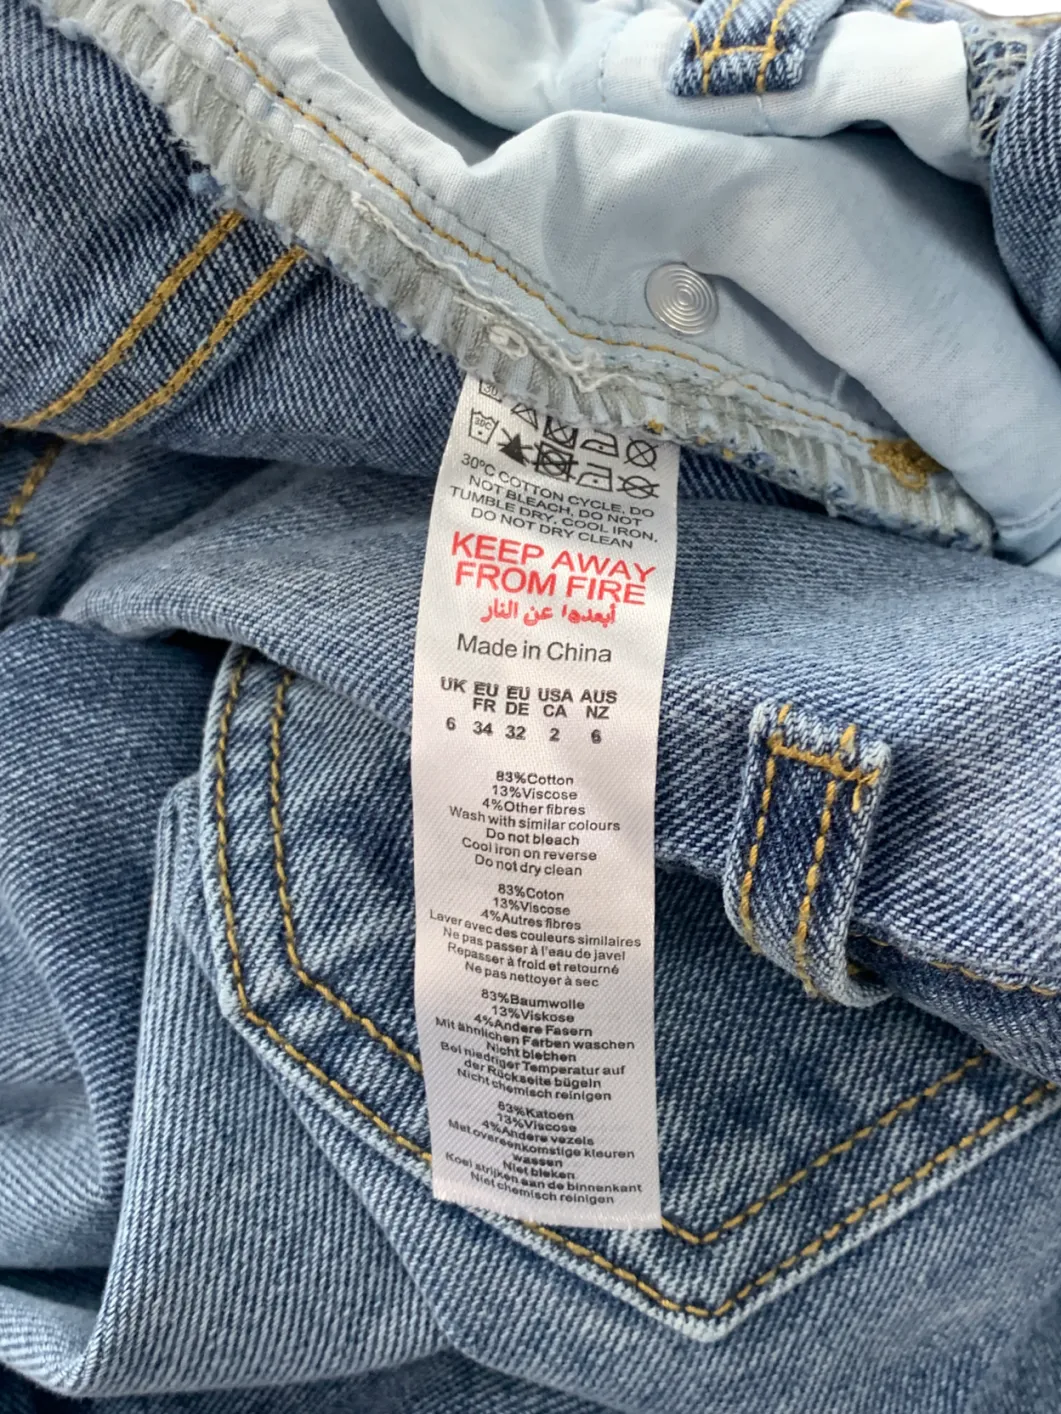 30°C COTTON CYCLE, DO
NOT BLEACH, DO NOT
TUMBLE DRY, COOL IRON,
DO NOT DRY CLEAN
KEEP AWAY
FROM FIRE
أبعدها عن النار
Made in China
UK EU EU USA AUS
FR DE CA NZ
6 34 32 2 6
83%Cotton
13%Viscose
4%Other fibres
Wash with similar colours
Do not bleach
Cool iron on reverse
Do not dry clean
83%Coton
13%Viscose
4%Autres fibres
Laver avec des couleurs similaires
Ne pas passer à l'eau de javel
Repasser à froid et retourné
Ne pas nettoyer à sec
83%Baumwolle
13%Viskose
4%Andere Fasern
Mit ähnlichen Farben waschen
Nicht blechen
Bei niedriger Temperatur auf
der Rückseite bügeln
Nicht chemisch reinigen
83%Katoen
13%Viscose
4%Andere vezels
Met overeenkomstige kleuren
wassen
Niet bleken
Koel strijken aan de binnenkant
Niet chemisch reinigen